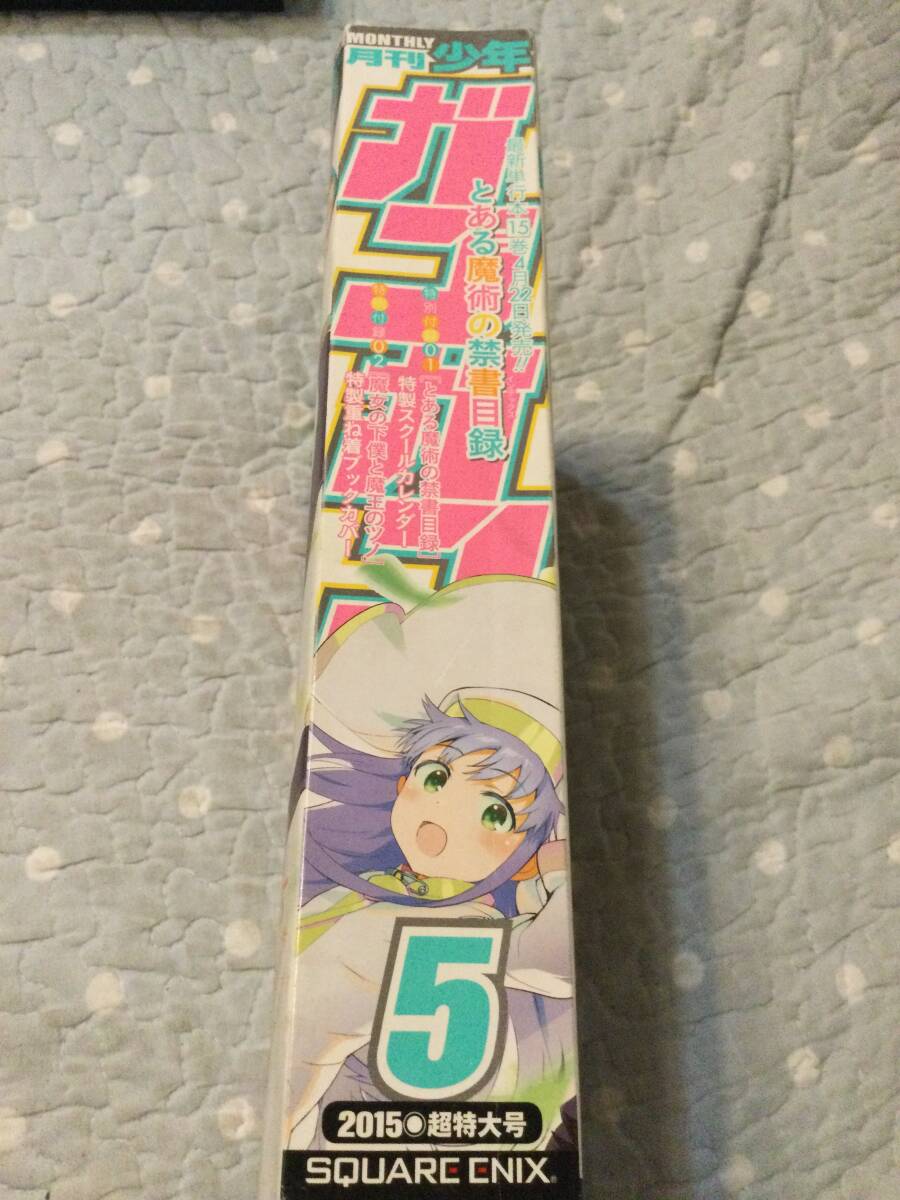 MONTHLY
月刊 少年
ガンガン
最新単行本15巻4月22日発売!!
とある魔術の禁書目録
特別付録01
『とある魔術の禁書目録』
特製スクールカレンダー
特別付録02
『魔女の下僕と魔王のツノ』
特製重ね着ブックカバー
5
2015◉超特大号
SQUARE ENIX®